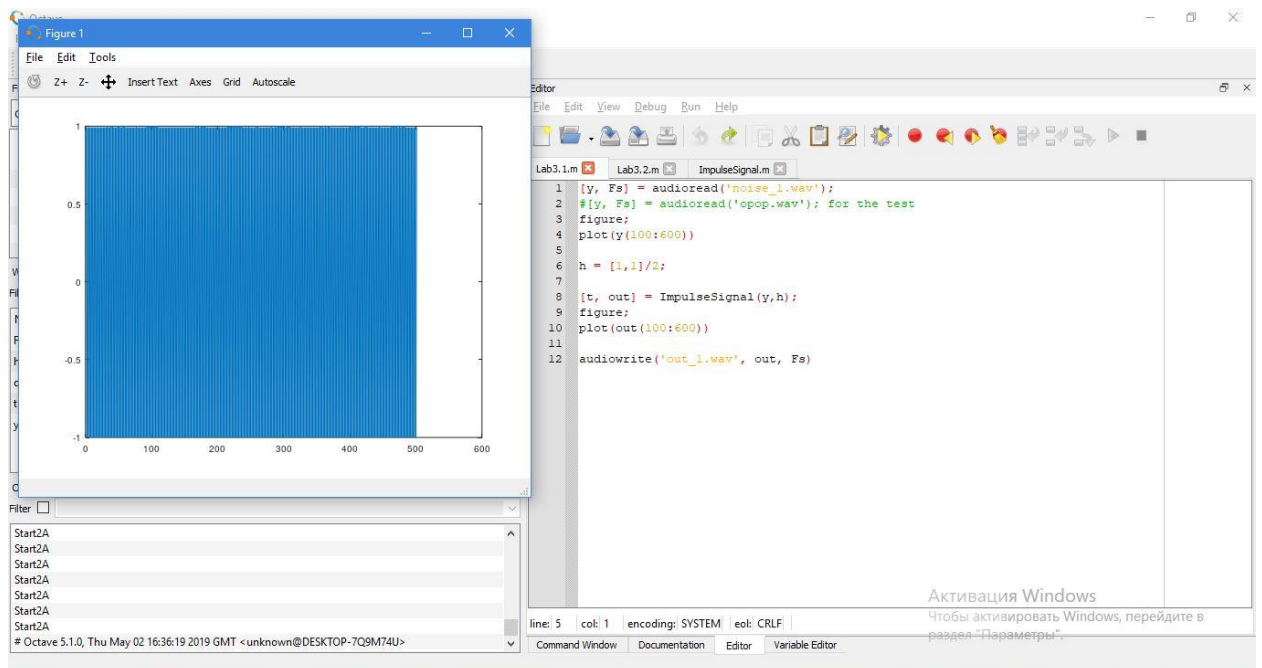 Octave
Figure 1
File Edit Tools
Z+ Z- Insert Text Axes Grid Autoscale
1
0.5
0
-0.5
-1
0 100 200 300 400 500 600
Editor
File Edit View Debug Run Help
Lab3.1.m Lab3.2.m ImpulseSignal.m
1 [y, Fs] = audioread('noise_1.wav');
2 #[y, Fs] = audioread('opop.wav'); for the test
3 figure;
4 plot(y(100:600))
5
6 h = [1,1]/2;
7
8 [t, out] = ImpulseSignal(y,h);
9 figure;
10 plot(out(100:600))
11
12 audiowrite('out_1.wav', out, Fs)
Filter
Start2A
Start2A
Start2A
Start2A
Start2A
Start2A
Start2A
# Octave 5.1.0, Thu May 02 16:36:19 2019 GMT <unknown@DESKTOP-7Q9M74U>
line: 5 col: 1 encoding: SYSTEM eol: CRLF
Command Window Documentation Editor Variable Editor
Активация Windows
Чтобы активировать Windows, перейдите в
раздел "Параметры".